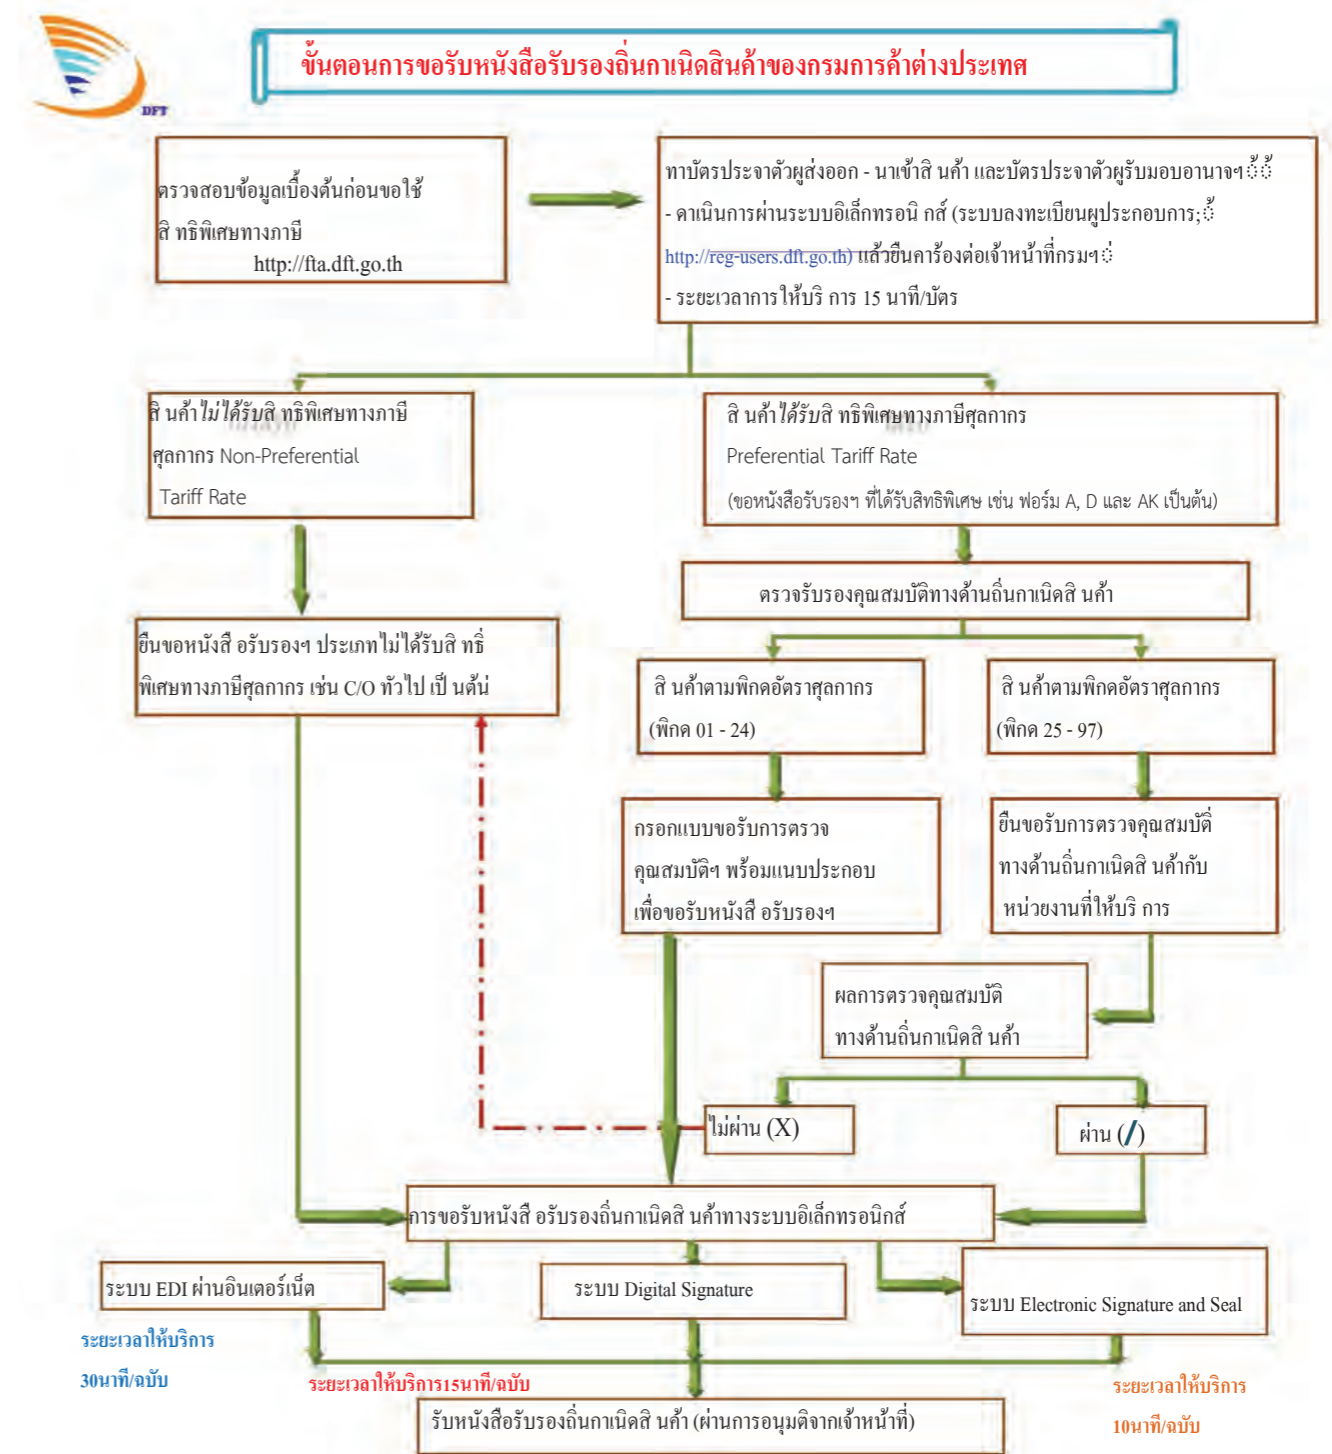 DFT
ขั้นตอนการขอรับหนังสือรับรองถิ่นกาเนิดสินค้าของกรมการค้าต่างประเทศ
ตรวจสอบข้อมูลเบื้องต้นก่อนขอใช้
สิ ทธิพิเศษทางภาษี
http://fta.dft.go.th
ทาบัตรประจาตัวผูส่งออก - นาเข้าสิ นค้า และบัตรประจาตัวผูรับมอบอานาจฯ้้
- คาเนินการผ่านระบบอิเล็กทรอนิ กส์ (ระบบลงทะเบียนผูประกอบการ;้
http://reg-users.dft.go.th) แล้วยืนคาร้องต่อเจ้าหน้าที่กรมฯ่
- ระยะเวลาการให้บริ การ 15 นาที/บัตร
สิ นค้าไม่ได้รับสิ ทธิพิเศษทางภาษี
ศุลกากร Non-Preferential
Tariff Rate
สิ นค้าได้รับสิ ทธิพิเศษทางภาษีศุลกากร
Preferential Tariff Rate
(ขอหนังสือรับรองฯ ที่ได้รับสิทธิพิเศษ เช่น ฟอร์ม A, D และ AK เป็นต้น)
ตรวจรับรองคุณสมบัติทางด้านถิ่นกาเนิดสิ นค้า
ยืนขอหนังสื อรับรองฯ ประเภทไม่ได้รับสิ ทธิ่
พิเศษทางภาษีศุลกากร เช่น C/O ทัวไป เป็ นต้น่
สิ นค้าตามพิกดอัตราศุลกากร
(พิกด 01 - 24)
สิ นค้าตามพิกดอัตราศุลกากร
(พิกด 25 - 97)
กรอกแบบขอรับการตรวจ
คุณสมบัติฯ พร้อมแนบประกอบ
เพื่อขอรับหนังสื อรับรองฯ
ยืนขอรับการตรวจคุณสมบัติ่
ทางด้านถิ่นกาเนิดสิ นค้ากับ
หน่วยงานที่ให้บริ การ
ผลการตรวจคุณสมบัติ
ทางด้านถิ่นกาเนิดสิ นค้า
ไม่ผ่าน (X)
ผ่าน (/)
การขอรับหนังสื อรับรองถิ่นกาเนิดสิ นค้าทางระบบอิเล็กทรอนิกส์
ระบบ EDI ผ่านอินเตอร์เน็ต
ระบบ Digital Signature
ระบบ Electronic Signature and Seal
ระยะเวลาให้บริการ
30นาที/ฉบับ
ระยะเวลาให้บริการ15นาที/ฉบับ
ระยะเวลาให้บริการ
10นาที/ฉบับ
รับหนังสือรับรองถิ่นกาเนิดสิ นค้า (ผ่านการอนุมติจากเจ้าหน้าที่)